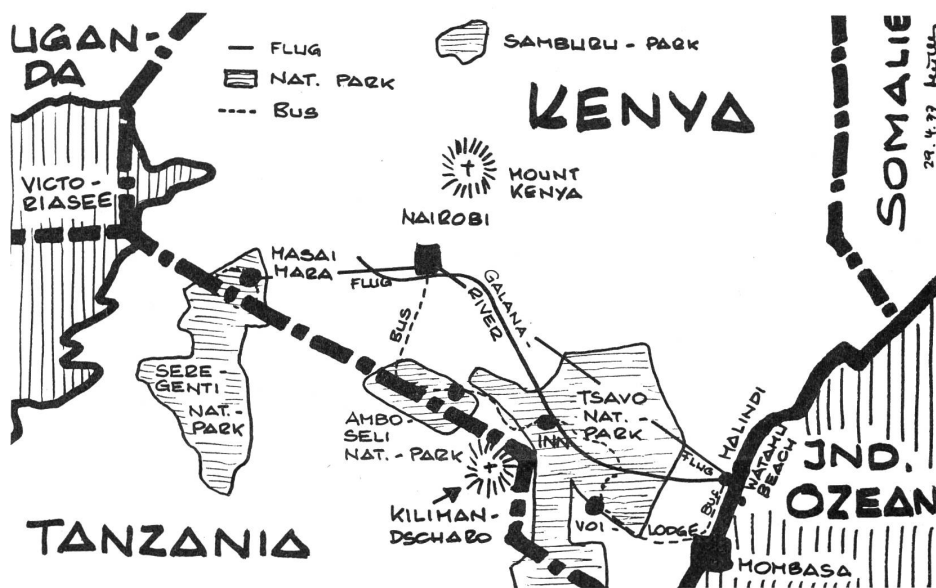 UGAN-
DA
FLUG
NAT. PARK
BUS
SAMBURU-PARK
KENYA
SOMALIE
29.4.77
VICTO-
RIASEE
MOUNT
KENYA
NAIROBI
MASAI
MARA
FLUG
GALANA-
RIVER
BUS
SERE-
GENTI
NAT.-
PARK
AMBO-
SELI
NAT.-PARK
TSAVO
NAT.
PARK
INN
FLUG
MALINDI
WATAMU
BEACH
BUS
JND.
OZEAN
KILIMAN-
DSCHARO
VOI
LODGE
MOMBASA
TANZANIA